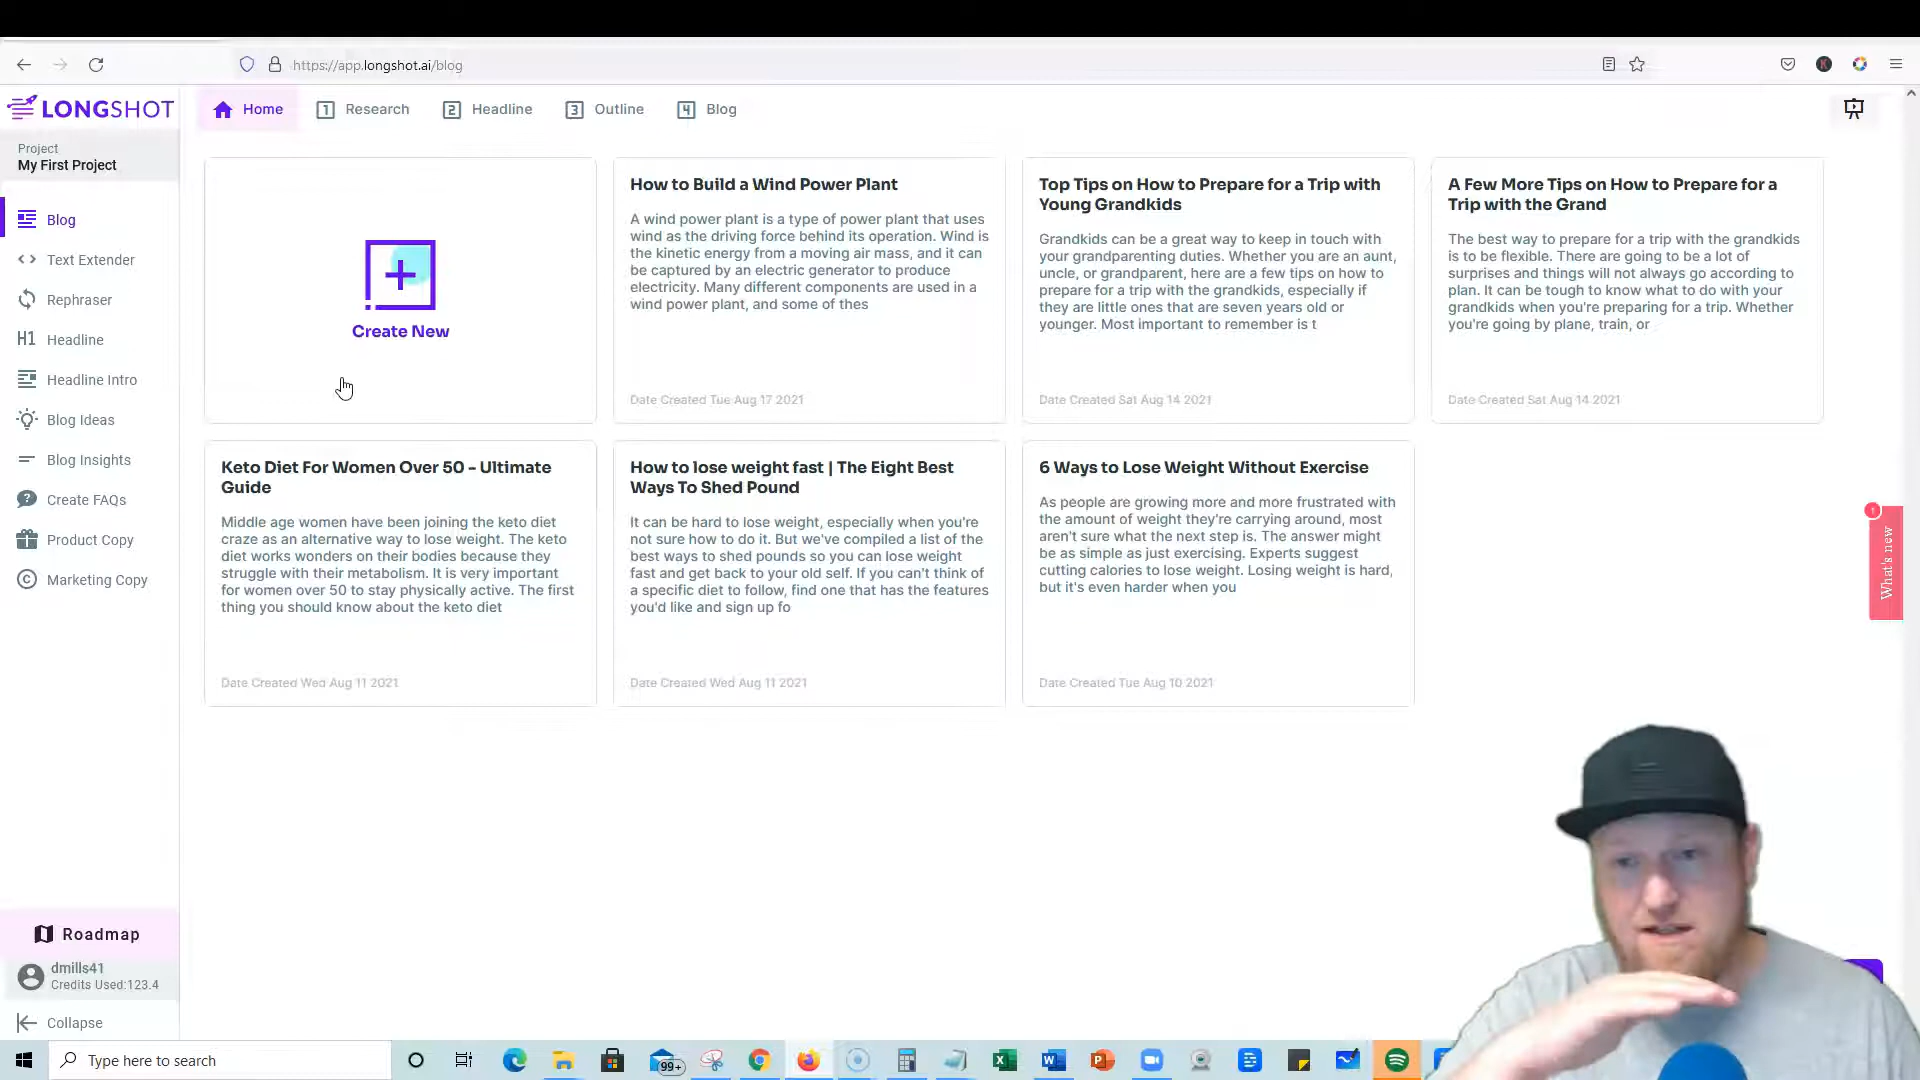 https://app.longshot.ai/blog
LONGSHOT
Home
1 Research
2 Headline
3 Outline
4 Blog
Project
My First Project
Blog
Text Extender
Rephraser
H1 Headline
Headline Intro
Blog Ideas
Blog Insights
Create FAQs
Product Copy
Marketing Copy
Create New
How to Build a Wind Power Plant
A wind power plant is a type of power plant that uses
wind as the driving force behind its operation. Wind is
the kinetic energy from a moving air mass, and it can
be captured by an electric generator to produce
electricity. Many different components are used in a
wind power plant, and some of thes
Date Created Tue Aug 17 2021
Top Tips on How to Prepare for a Trip with
Young Grandkids
Grandkids can be a great way to keep in touch with
your grandparenting duties. Whether you are an aunt,
uncle, or grandparent, here are a few tips on how to
prepare for a trip with the grandkids, especially if
they are little ones that are seven years old or
younger. Most important to remember is t
Date Created Sat Aug 14 2021
A Few More Tips on How to Prepare for a
Trip with the Grand
The best way to prepare for a trip with the grandkids
is to be flexible. There are going to be a lot of
surprises and things will not always go according to
plan. It can be tough to know what to do with your
grandkids when you're preparing for a trip. Whether
you're going by plane, train, or
Date Created Sat Aug 14 2021
Keto Diet For Women Over 50 - Ultimate
Guide
Middle age women have been joining the keto diet
craze as an alternative way to lose weight. The keto
diet works wonders on their bodies because they
struggle with their metabolism. It is very important
for women over 50 to stay physically active. The first
thing you should know about the keto diet
Date Created Wed Aug 11 2021
How to lose weight fast | The Eight Best
Ways To Shed Pound
It can be hard to lose weight, especially when you're
not sure how to do it. But we've compiled a list of the
best ways to shed pounds so you can lose weight
fast and get back to your old self. If you can't think of
a specific diet to follow, find one that has the features
you'd like and sign up fo
Date Created Wed Aug 11 2021
6 Ways to Lose Weight Without Exercise
As people are growing more and more frustrated with
the amount of weight they're carrying around, most
aren't sure what the next step is. The answer might
be as simple as just exercising. Experts suggest
cutting calories to lose weight. Losing weight is hard,
but it's even harder when you
Date Created Tue Aug 10 2021
What's new
Roadmap
dmills41
Credits Used:123.4
Collapse
Type here to search
99+